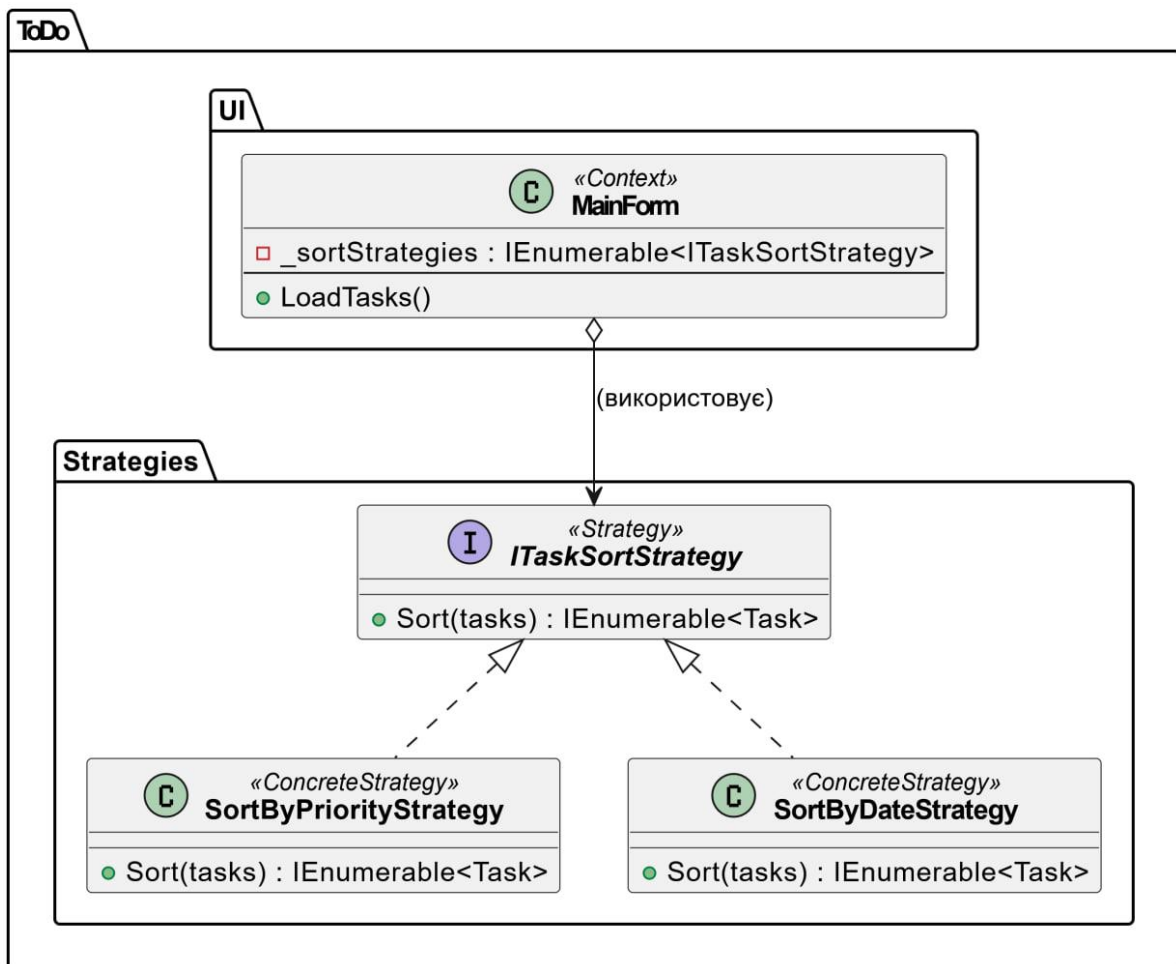 ToDo
UI
C
«Context»
MainForm
_sortStrategies : IEnumerable<ITaskSortStrategy>
LoadTasks()
(використовує)
Strategies
I
«Strategy»
ITaskSortStrategy
Sort(tasks) : IEnumerable<Task>
C
«ConcreteStrategy»
SortByPriorityStrategy
Sort(tasks) : IEnumerable<Task>
C
«ConcreteStrategy»
SortByDateStrategy
Sort(tasks) : IEnumerable<Task>